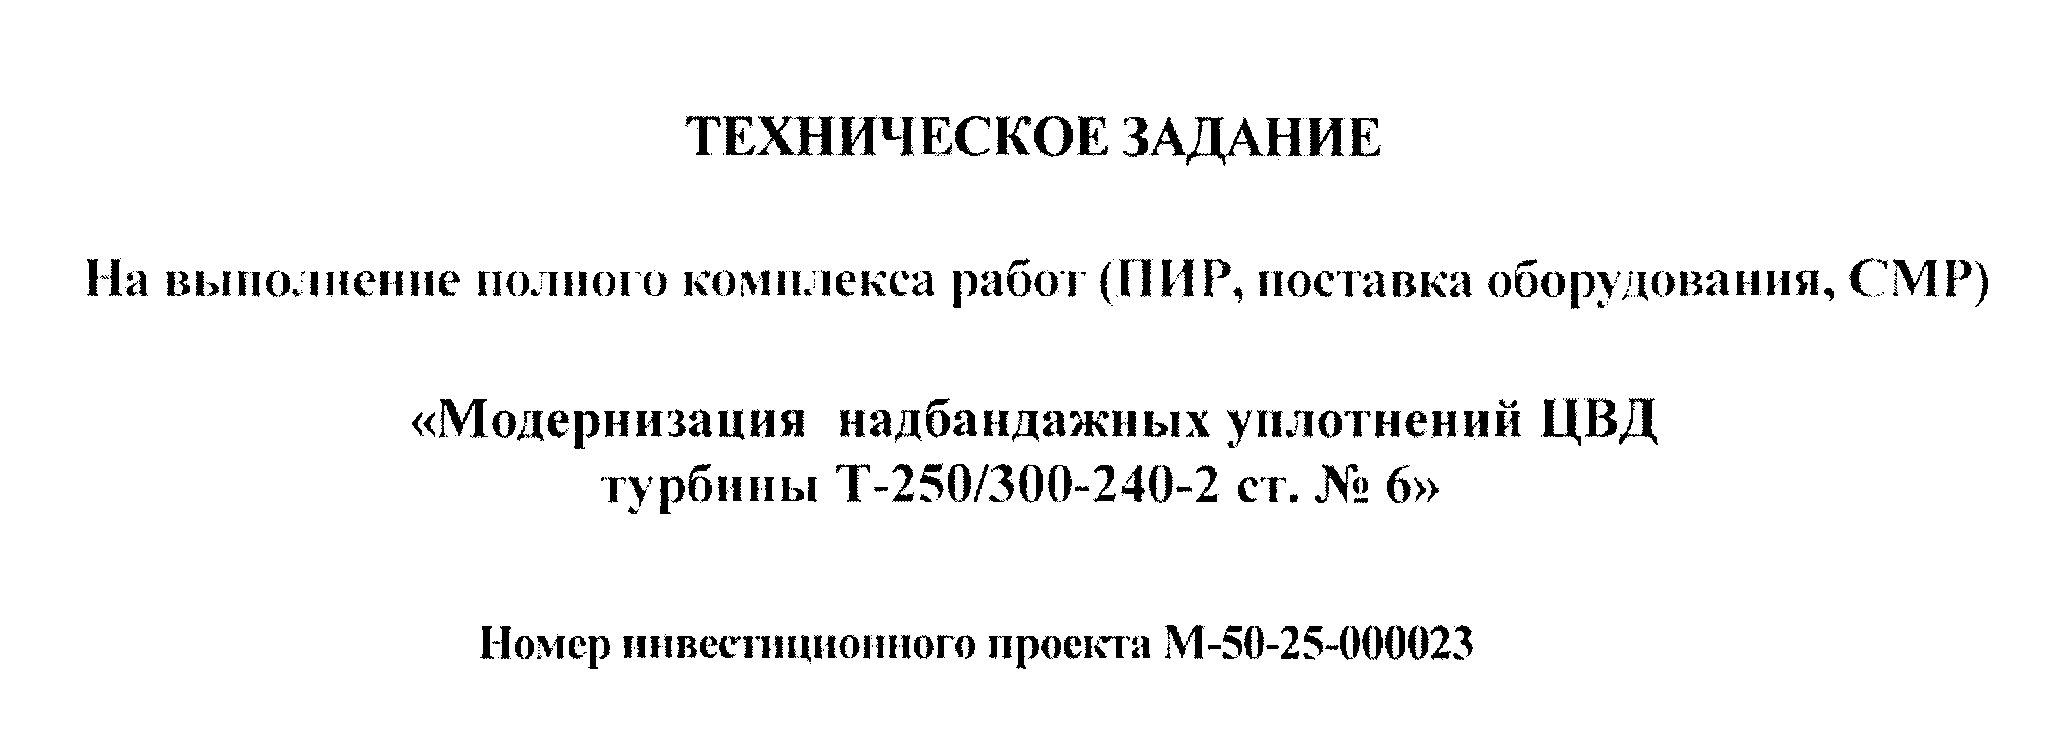 ТЕХНИЧЕСКОЕ ЗАДАНИЕ
На выполнение полного комплекса работ (ПИР, поставка оборудования, СМР)
«Модернизация надбандажных уплотнений ЦВД
турбины Т-250/300-240-2 ст. № 6»
Номер инвестиционного проекта М-50-25-000023